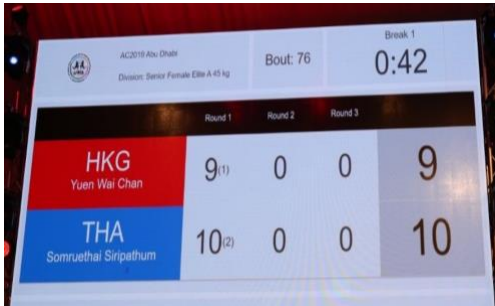 AC2019 Abu Dhabi
Division: Senior Female Elite A 45 kg
Bout: 76
Break 1
0:42
Round 1 Round 2 Round 3
HKG
Yuen Wai Chan
9(1) 0 0 9
THA
Somruethai Siripathum
10(2) 0 0 10